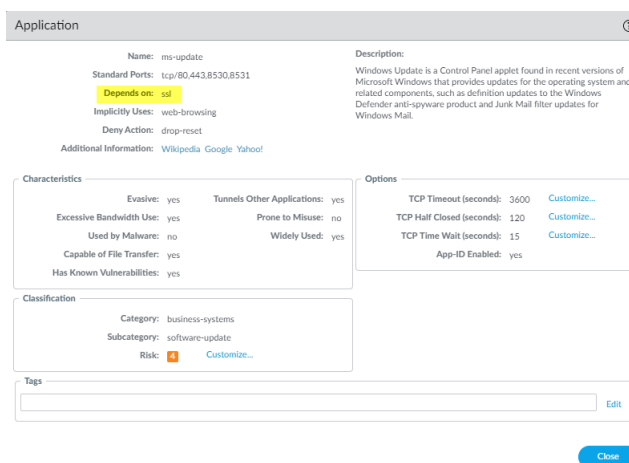 Application
Name: ms-update
Standard Ports: tcp/80,443,8530,8531
Depends on: ssl
Implicitly Uses: web-browsing
Deny Action: drop-reset
Additional Information: Wikipedia Google Yahoo!
Description:
Windows Update is a Control Panel applet found in recent versions of
Microsoft Windows that provides updates for the operating system and
related components, such as definition updates to the Windows
Defender anti-spyware product and Junk Mail filter updates for
Windows Mail.
Characteristics
Evasive: yes Tunnels Other Applications: yes
Excessive Bandwidth Use: yes Prone to Misuse: no
Used by Malware: no Widely Used: yes
Capable of File Transfer: yes
Has Known Vulnerabilities: yes
Options
TCP Timeout (seconds): 3600 Customize...
TCP Half Closed (seconds): 120 Customize...
TCP Time Wait (seconds): 15 Customize...
App-ID Enabled: yes
Classification
Category: business-systems
Subcategory: software-update
Risk: 4 Customize...
Tags
Edit
Close